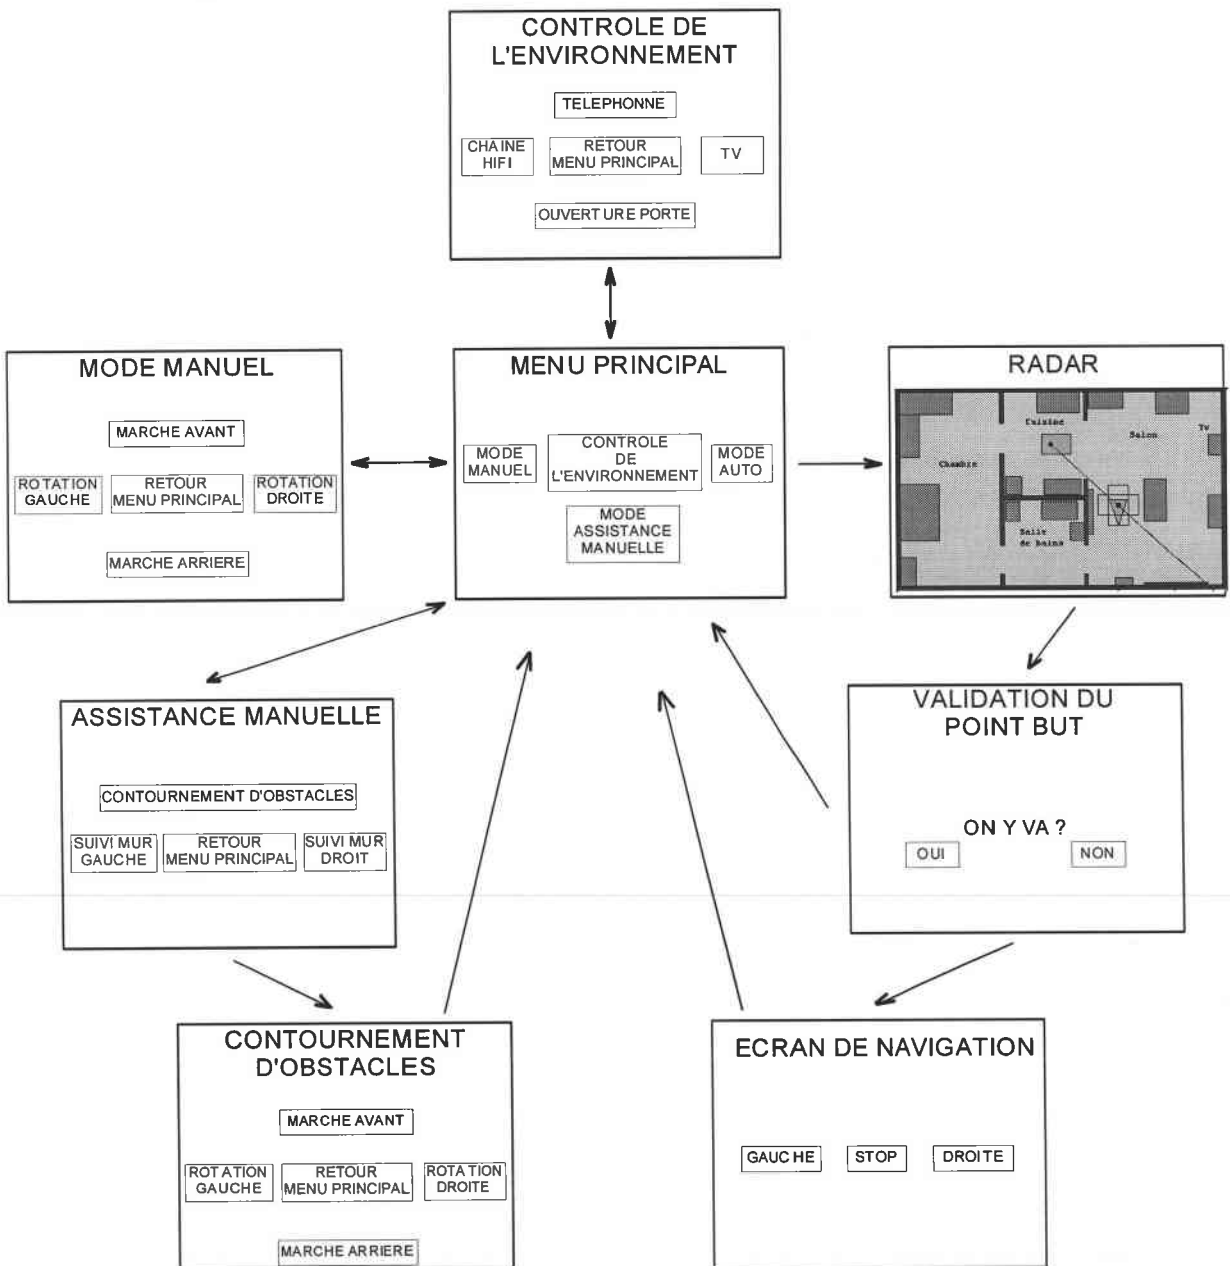 CONTROLE DE
L'ENVIRONNEMENT
TELEPHONNE
CHAINE
HIFI
RETOUR
MENU PRINCIPAL
TV
OUVERTURE PORTE
MODE MANUEL
MARCHE AVANT
ROTATION
GAUCHE
RETOUR
MENU PRINCIPAL
ROTATION
DROITE
MARCHE ARRIERE
MENU PRINCIPAL
MODE
MANUEL
CONTROLE
DE
L'ENVIRONNEMENT
MODE
AUTO
MODE
ASSISTANCE
MANUELLE
RADAR
Cuisine
Salon
TV
Chambre
Salle
de bains
ASSISTANCE MANUELLE
CONTOURNEMENT D'OBSTACLES
SUIVI MUR
GAUCHE
RETOUR
MENU PRINCIPAL
SUIVI MUR
DROIT
VALIDATION DU
POINT BUT
ON Y VA ?
OUI
NON
CONTOURNEMENT
D'OBSTACLES
MARCHE AVANT
ROTATION
GAUCHE
RETOUR
MENU PRINCIPAL
ROTATION
DROITE
MARCHE ARRIERE
ECRAN DE NAVIGATION
GAUCHE
STOP
DROITE